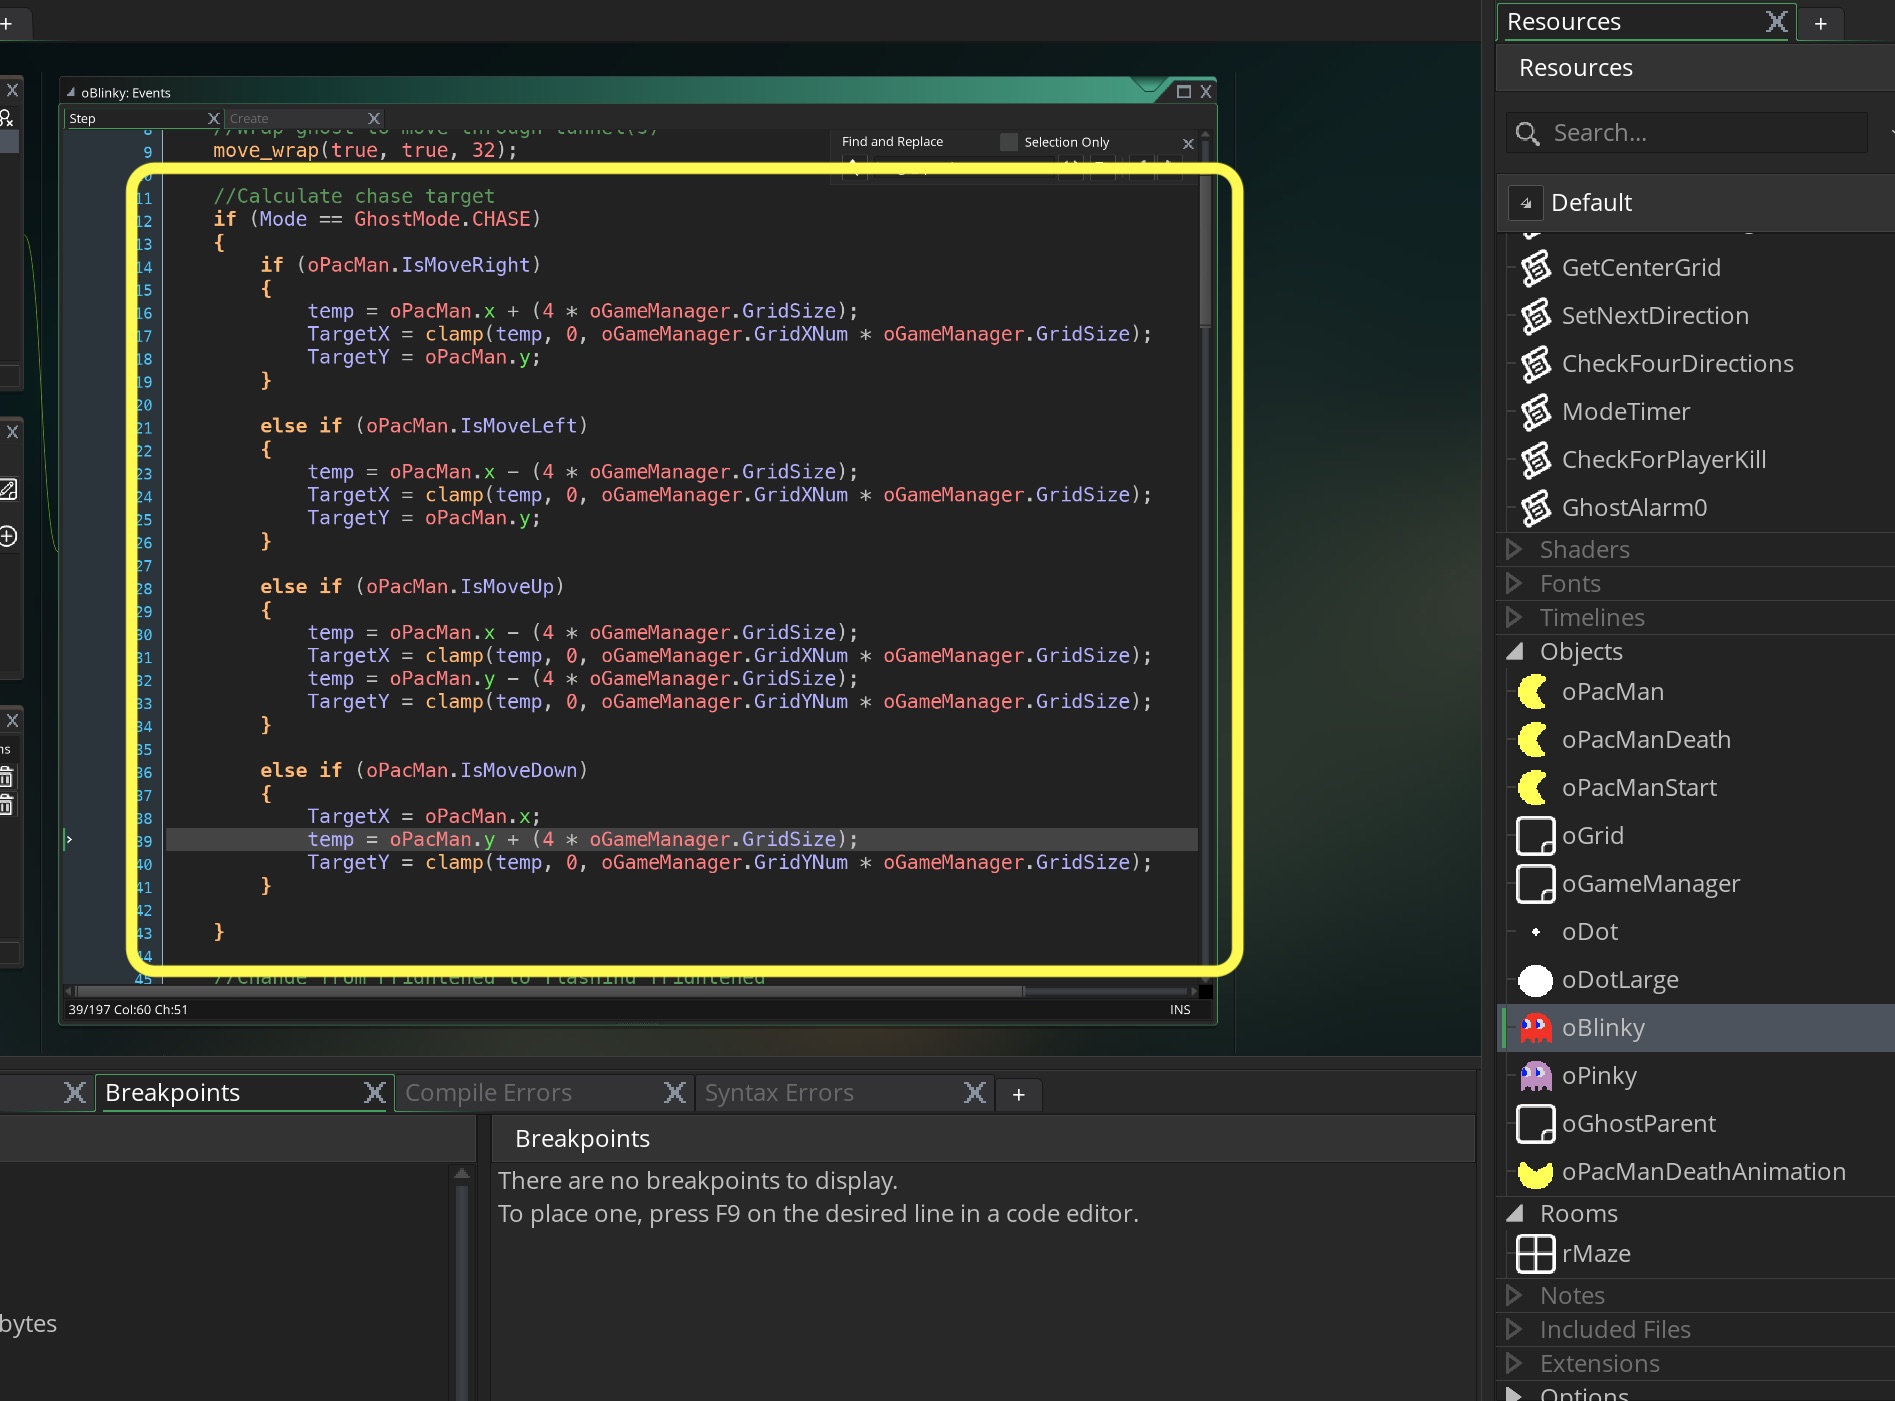 Resources
+
+
Resources
oBlinky: Events
Step
Create
Find and Replace
Selection Only
Search...
Default
//Wrap ghost to move through tunnel(s)
9 move_wrap(true, true, 32);
11 //Calculate chase target
12 if (Mode == GhostMode.CHASE)
13 {
14 if (oPacMan.IsMoveRight)
15 {
16 temp = oPacMan.x + (4 * oGameManager.GridSize);
17 TargetX = clamp(temp, 0, oGameManager.GridXNum * oGameManager.GridSize);
18 TargetY = oPacMan.y;
19 }
20
21 else if (oPacMan.IsMoveLeft)
22 {
23 temp = oPacMan.x - (4 * oGameManager.GridSize);
24 TargetX = clamp(temp, 0, oGameManager.GridXNum * oGameManager.GridSize);
25 TargetY = oPacMan.y;
26 }
27
28 else if (oPacMan.IsMoveUp)
29 {
30 temp = oPacMan.x - (4 * oGameManager.GridSize);
31 TargetX = clamp(temp, 0, oGameManager.GridXNum * oGameManager.GridSize);
32 temp = oPacMan.y - (4 * oGameManager.GridSize);
33 TargetY = clamp(temp, 0, oGameManager.GridYNum * oGameManager.GridSize);
34 }
35
36 else if (oPacMan.IsMoveDown)
37 {
38 TargetX = oPacMan.x;
39 temp = oPacMan.y + (4 * oGameManager.GridSize);
40 TargetY = clamp(temp, 0, oGameManager.GridYNum * oGameManager.GridSize);
41 }
42
43 }
44
45 //Change from frightened to flashing frightened
39/197 Col:60 Ch:51
INS
GetCenterGrid
SetNextDirection
CheckFourDirections
ModeTimer
CheckForPlayerKill
GhostAlarm0
Shaders
Fonts
Timelines
Objects
oPacMan
oPacManDeath
oPacManStart
oGrid
oGameManager
oDot
oDotLarge
oBlinky
oPinky
oGhostParent
oPacManDeathAnimation
Rooms
rMaze
Notes
Included Files
Extensions
Options
Breakpoints
Compile Errors
Syntax Errors
+
Breakpoints
There are no breakpoints to display.
To place one, press F9 on the desired line in a code editor.
bytes